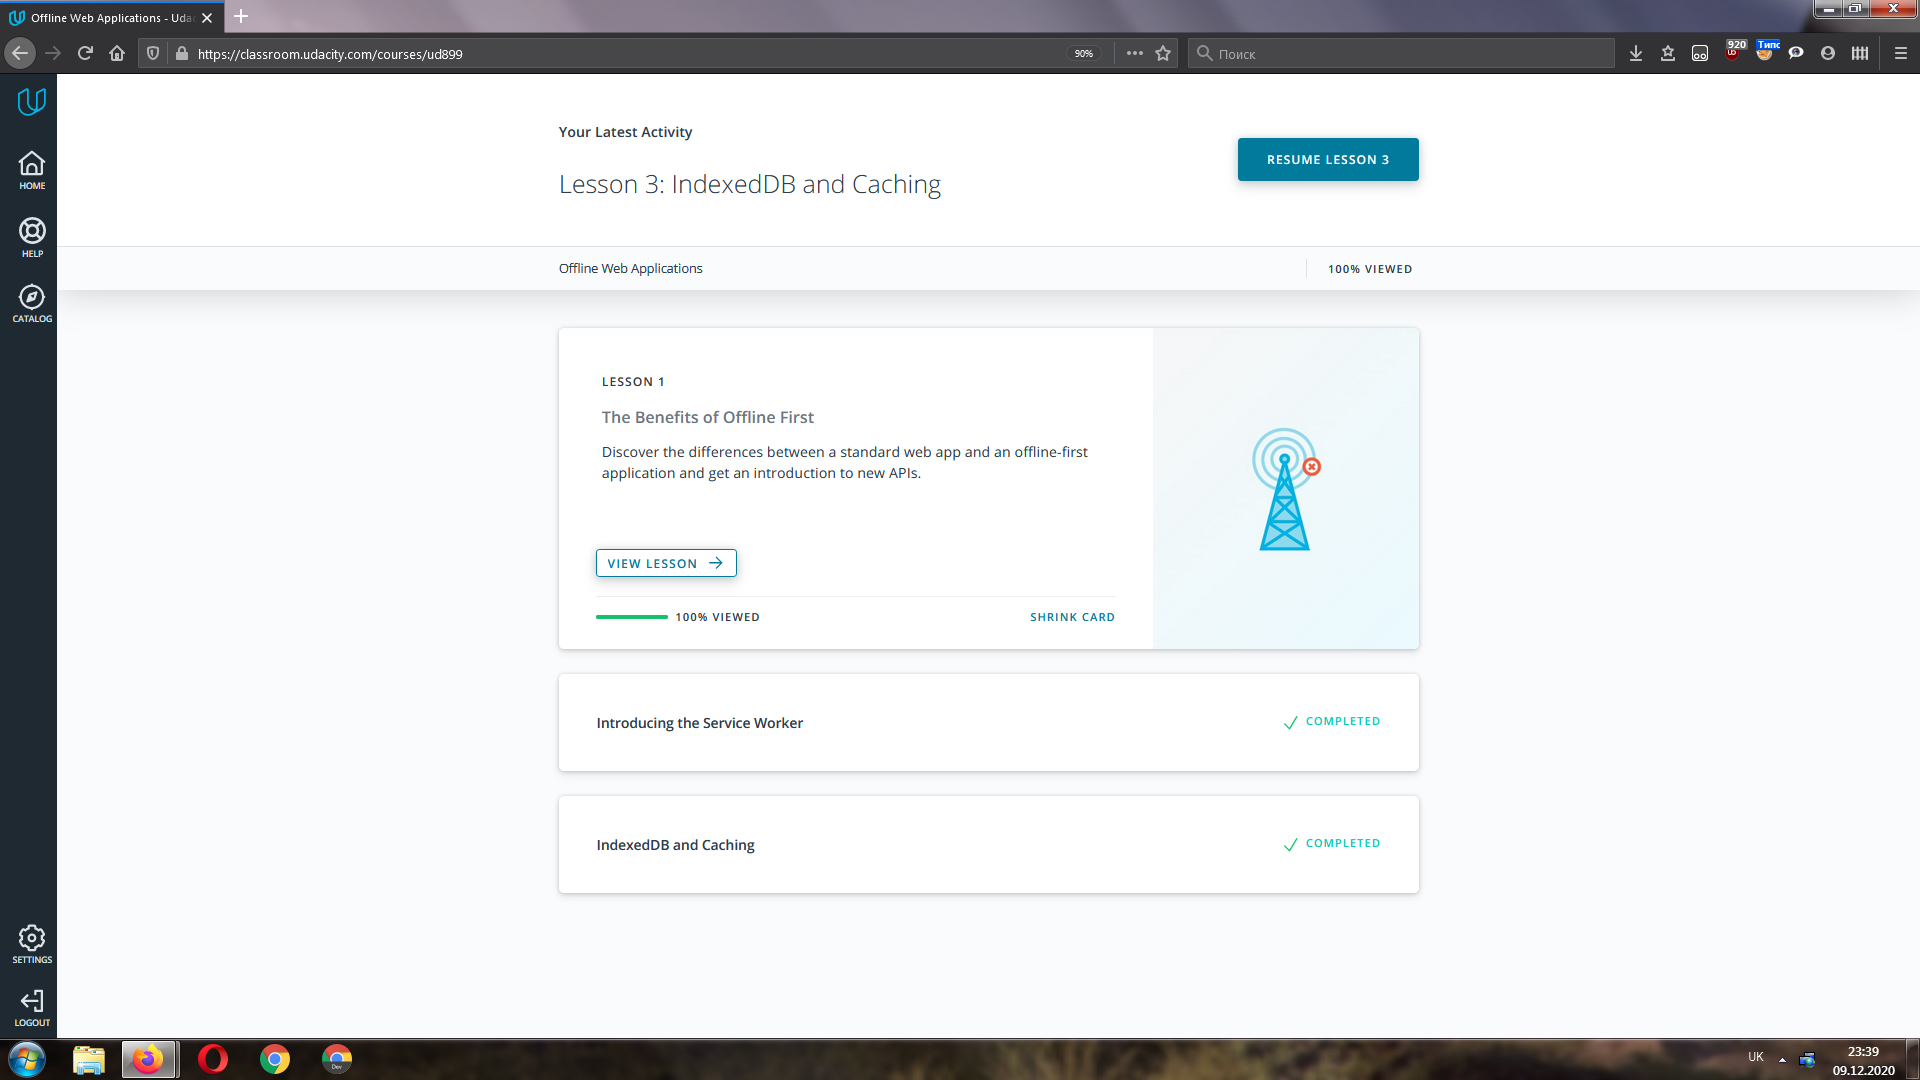 Offline Web Applications - Uda
https://classroom.udacity.com/courses/ud899
90%
Поиск
920
Типс
HOME
HELP
CATALOG
SETTINGS
LOGOUT
Your Latest Activity
Lesson 3: IndexedDB and Caching
RESUME LESSON 3
Offline Web Applications
100% VIEWED
LESSON 1
The Benefits of Offline First
Discover the differences between a standard web app and an offline-first
application and get an introduction to new APIs.
VIEW LESSON
100% VIEWED
SHRINK CARD
Introducing the Service Worker
COMPLETED
IndexedDB and Caching
COMPLETED
Dev
UK
23:39
09.12.2020